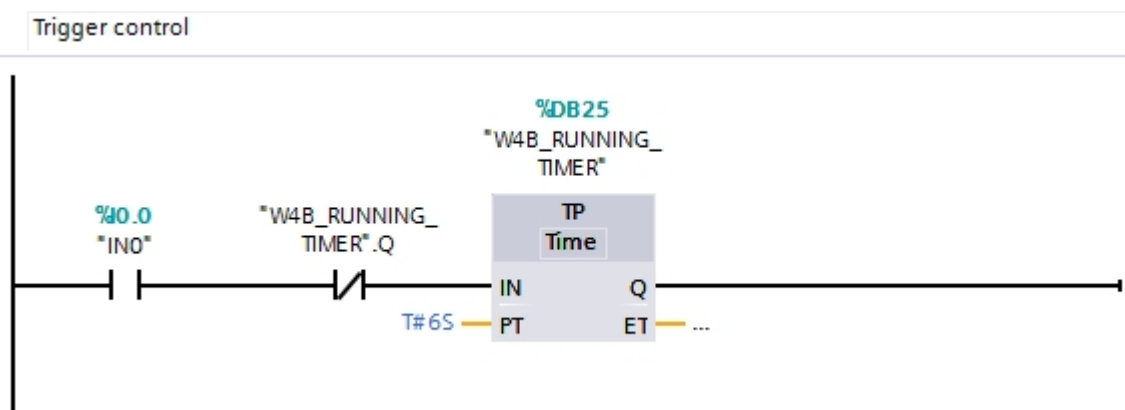 Trigger control
%DB25
"W4B_RUNNING_
TIMER"
%I0.0
"IN0"
"W4B_RUNNING_
TIMER".Q
TP
Time
IN
Q
T#6S
PT
ET
...